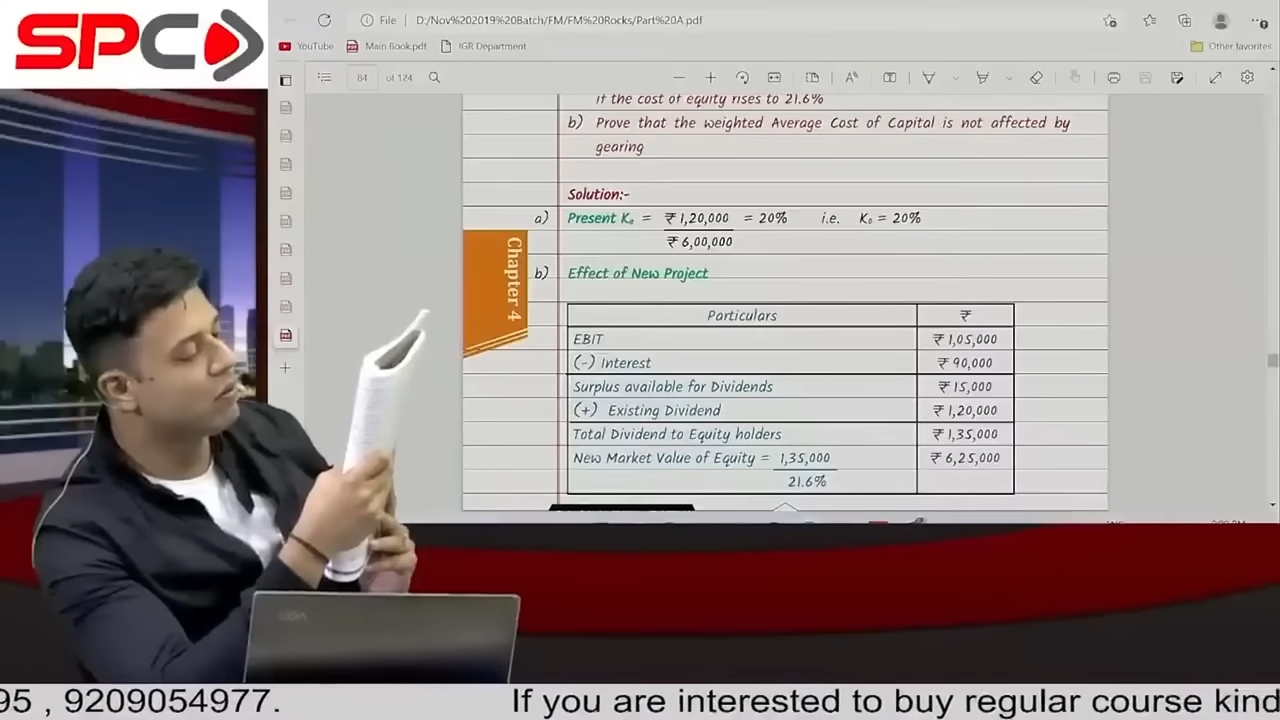 SPC
File D:/Nov%202019%20Batch/FM/FM%20Rocks/Part%20A.pdf
YouTube Main Book.pdf IGR Department Other favorites
84 of 124
if the cost of equity rises to 21.6%
b) Prove that the weighted Average Cost of Capital is not affected by
gearing
Solution:-
a) Present Kₑ = ₹ 1,20,000 = 20% i.e. K₀ = 20%
₹ 6,00,000
b) Effect of New Project
Chapter 4
Particulars ₹
EBIT ₹ 1,05,000
(-) Interest ₹ 90,000
Surplus available for Dividends ₹ 15,000
(+) Existing Dividend ₹ 1,20,000
Total Dividend to Equity holders ₹ 1,35,000
New Market Value of Equity = 1,35,000 ₹ 6,25,000
21.6%
95 , 9209054977. If you are interested to buy regular course kind